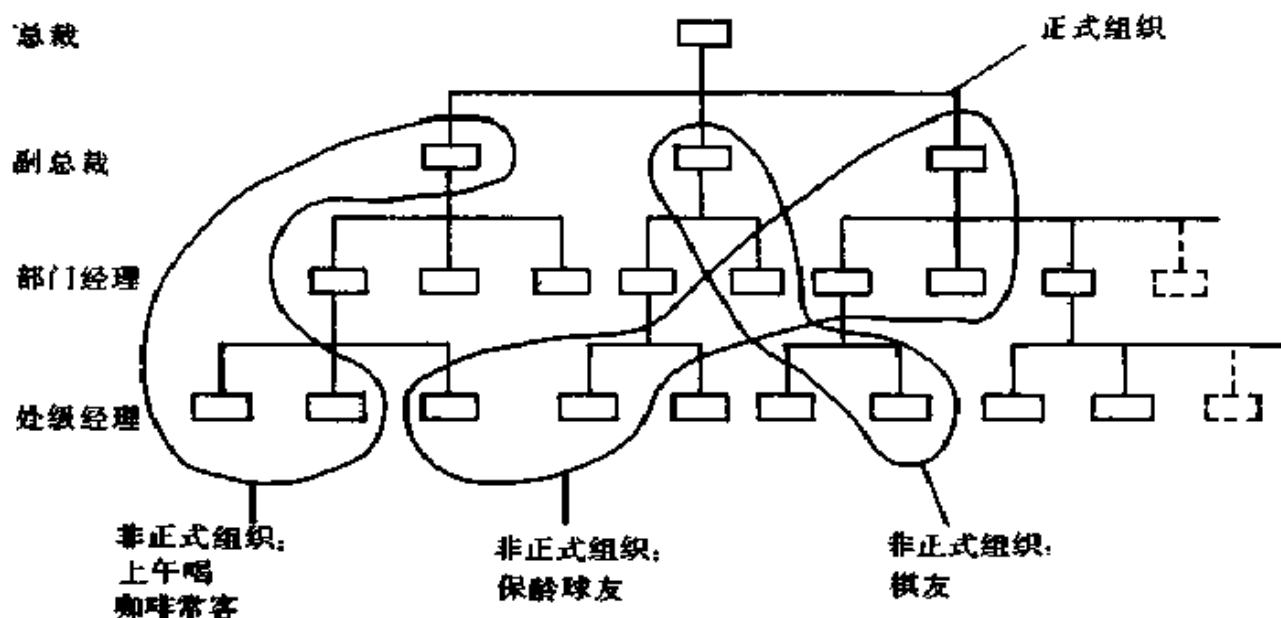 总裁
正式组织
副总裁
部门经理
处级经理
非正式组织：
上午喝
咖啡常客
非正式组织：
保龄球友
非正式组织：
棋友